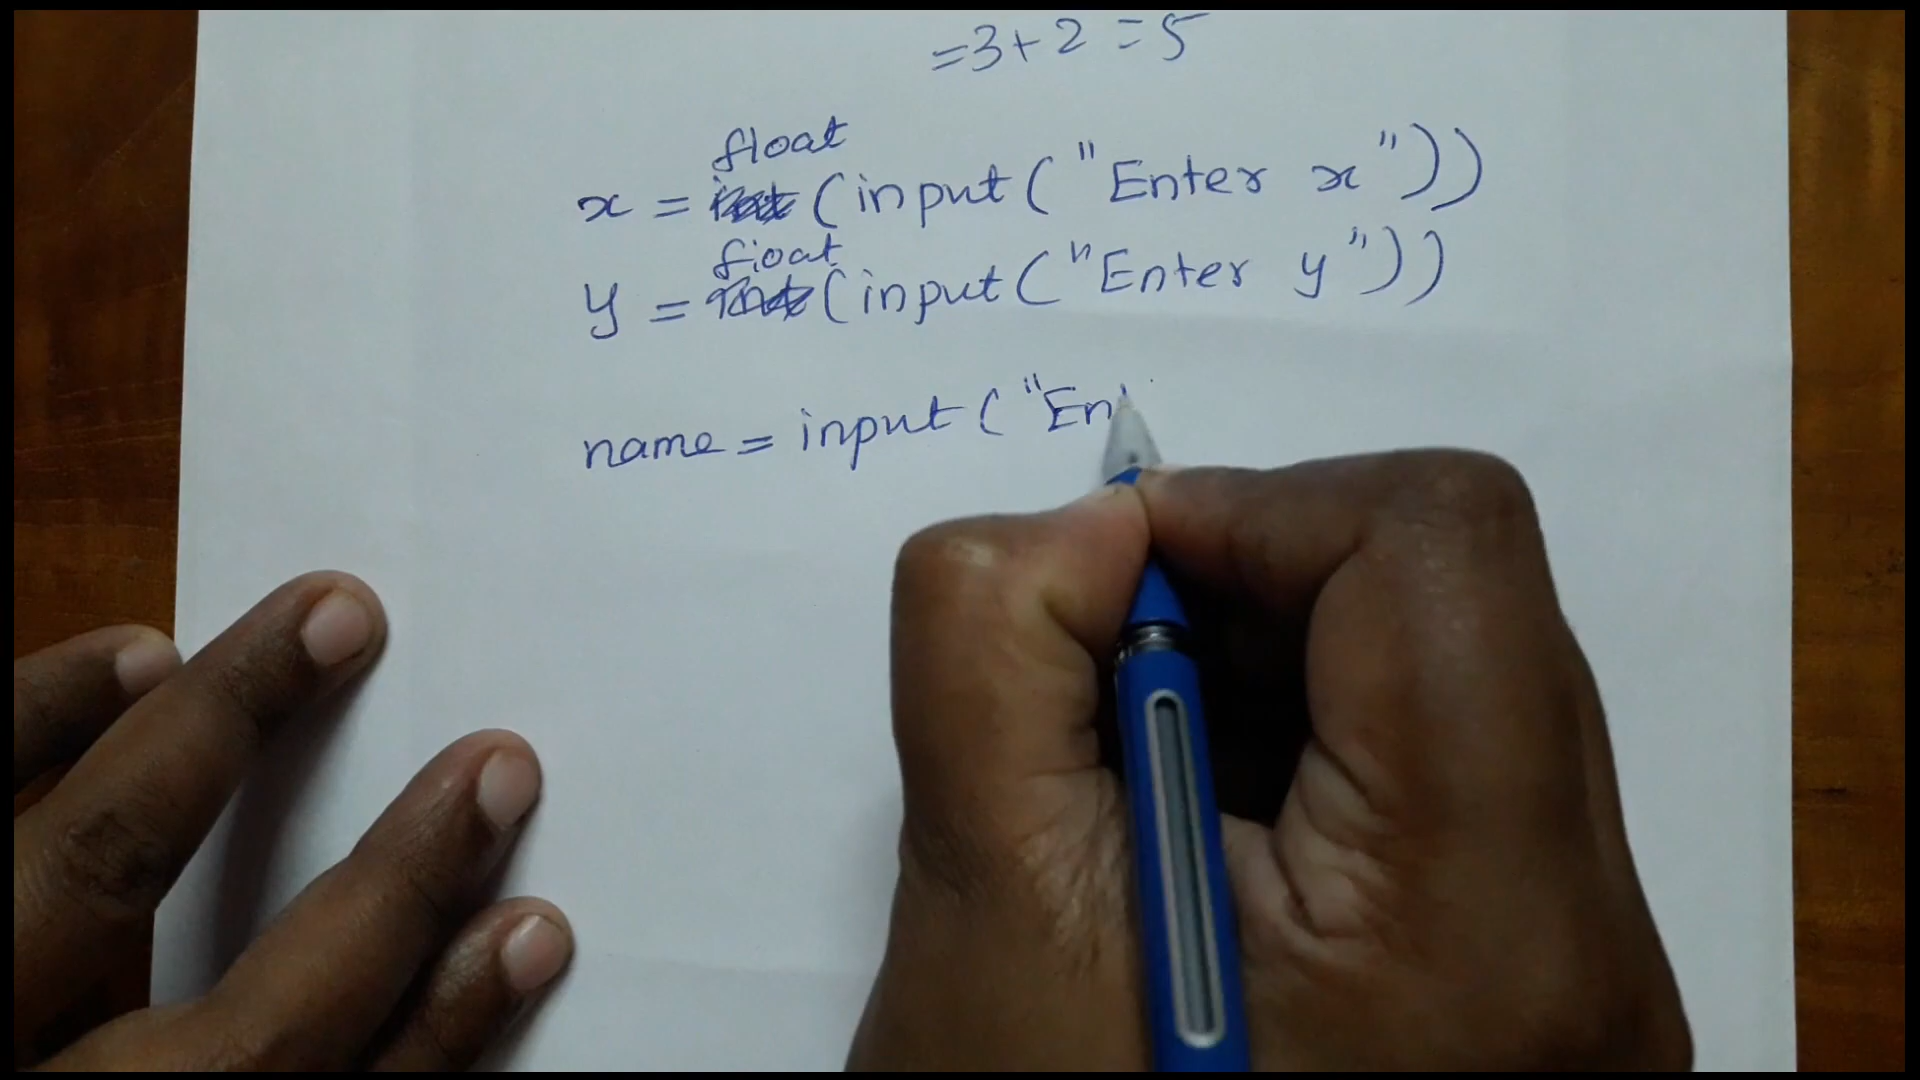 =3+2 =5
float
x = (input("Enter x"))
float
y = (input("Enter y"))
name = input ("En